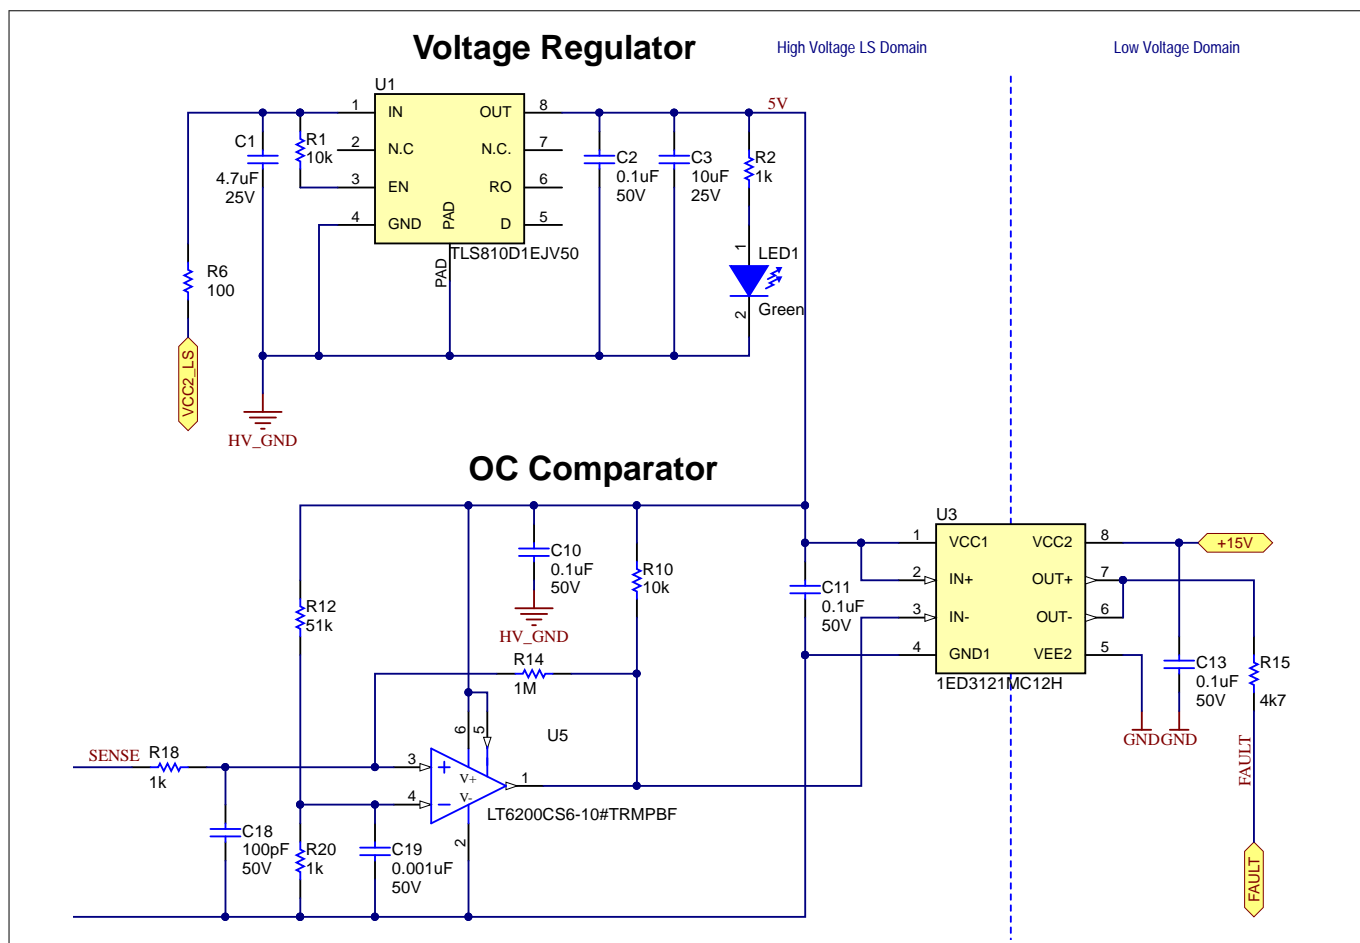 Voltage Regulator
High Voltage LS Domain
Low Voltage Domain
U1
1
IN
OUT
8
5V
2
N.C
N.C.
7
3
EN
RO
6
4
GND
D
5
PAD
PAD
TLS810D1EJV50
C1
4.7uF
25V
R1
10k
C2
0.1uF
50V
C3
10uF
25V
R2
1k
1
LED1
2
Green
R6
100
VCC2_LS
HV_GND
OC Comparator
C10
0.1uF
50V
HV_GND
R10
10k
R12
51k
R14
1M
C11
0.1uF
50V
U3
1
VCC1
VCC2
8
+15V
2
IN+
OUT+
7
3
IN-
OUT-
6
4
GND1
VEE2
5
1ED3121MC12H
C13
0.1uF
50V
R15
4k7
GND
GND
FAULT
FAULT
SENSE
R18
1k
6
5
U5
3
+
V+
4
−
V-
1
2
LT6200CS6-10#TRMPBF
C18
100pF
50V
R20
1k
C19
0.001uF
50V